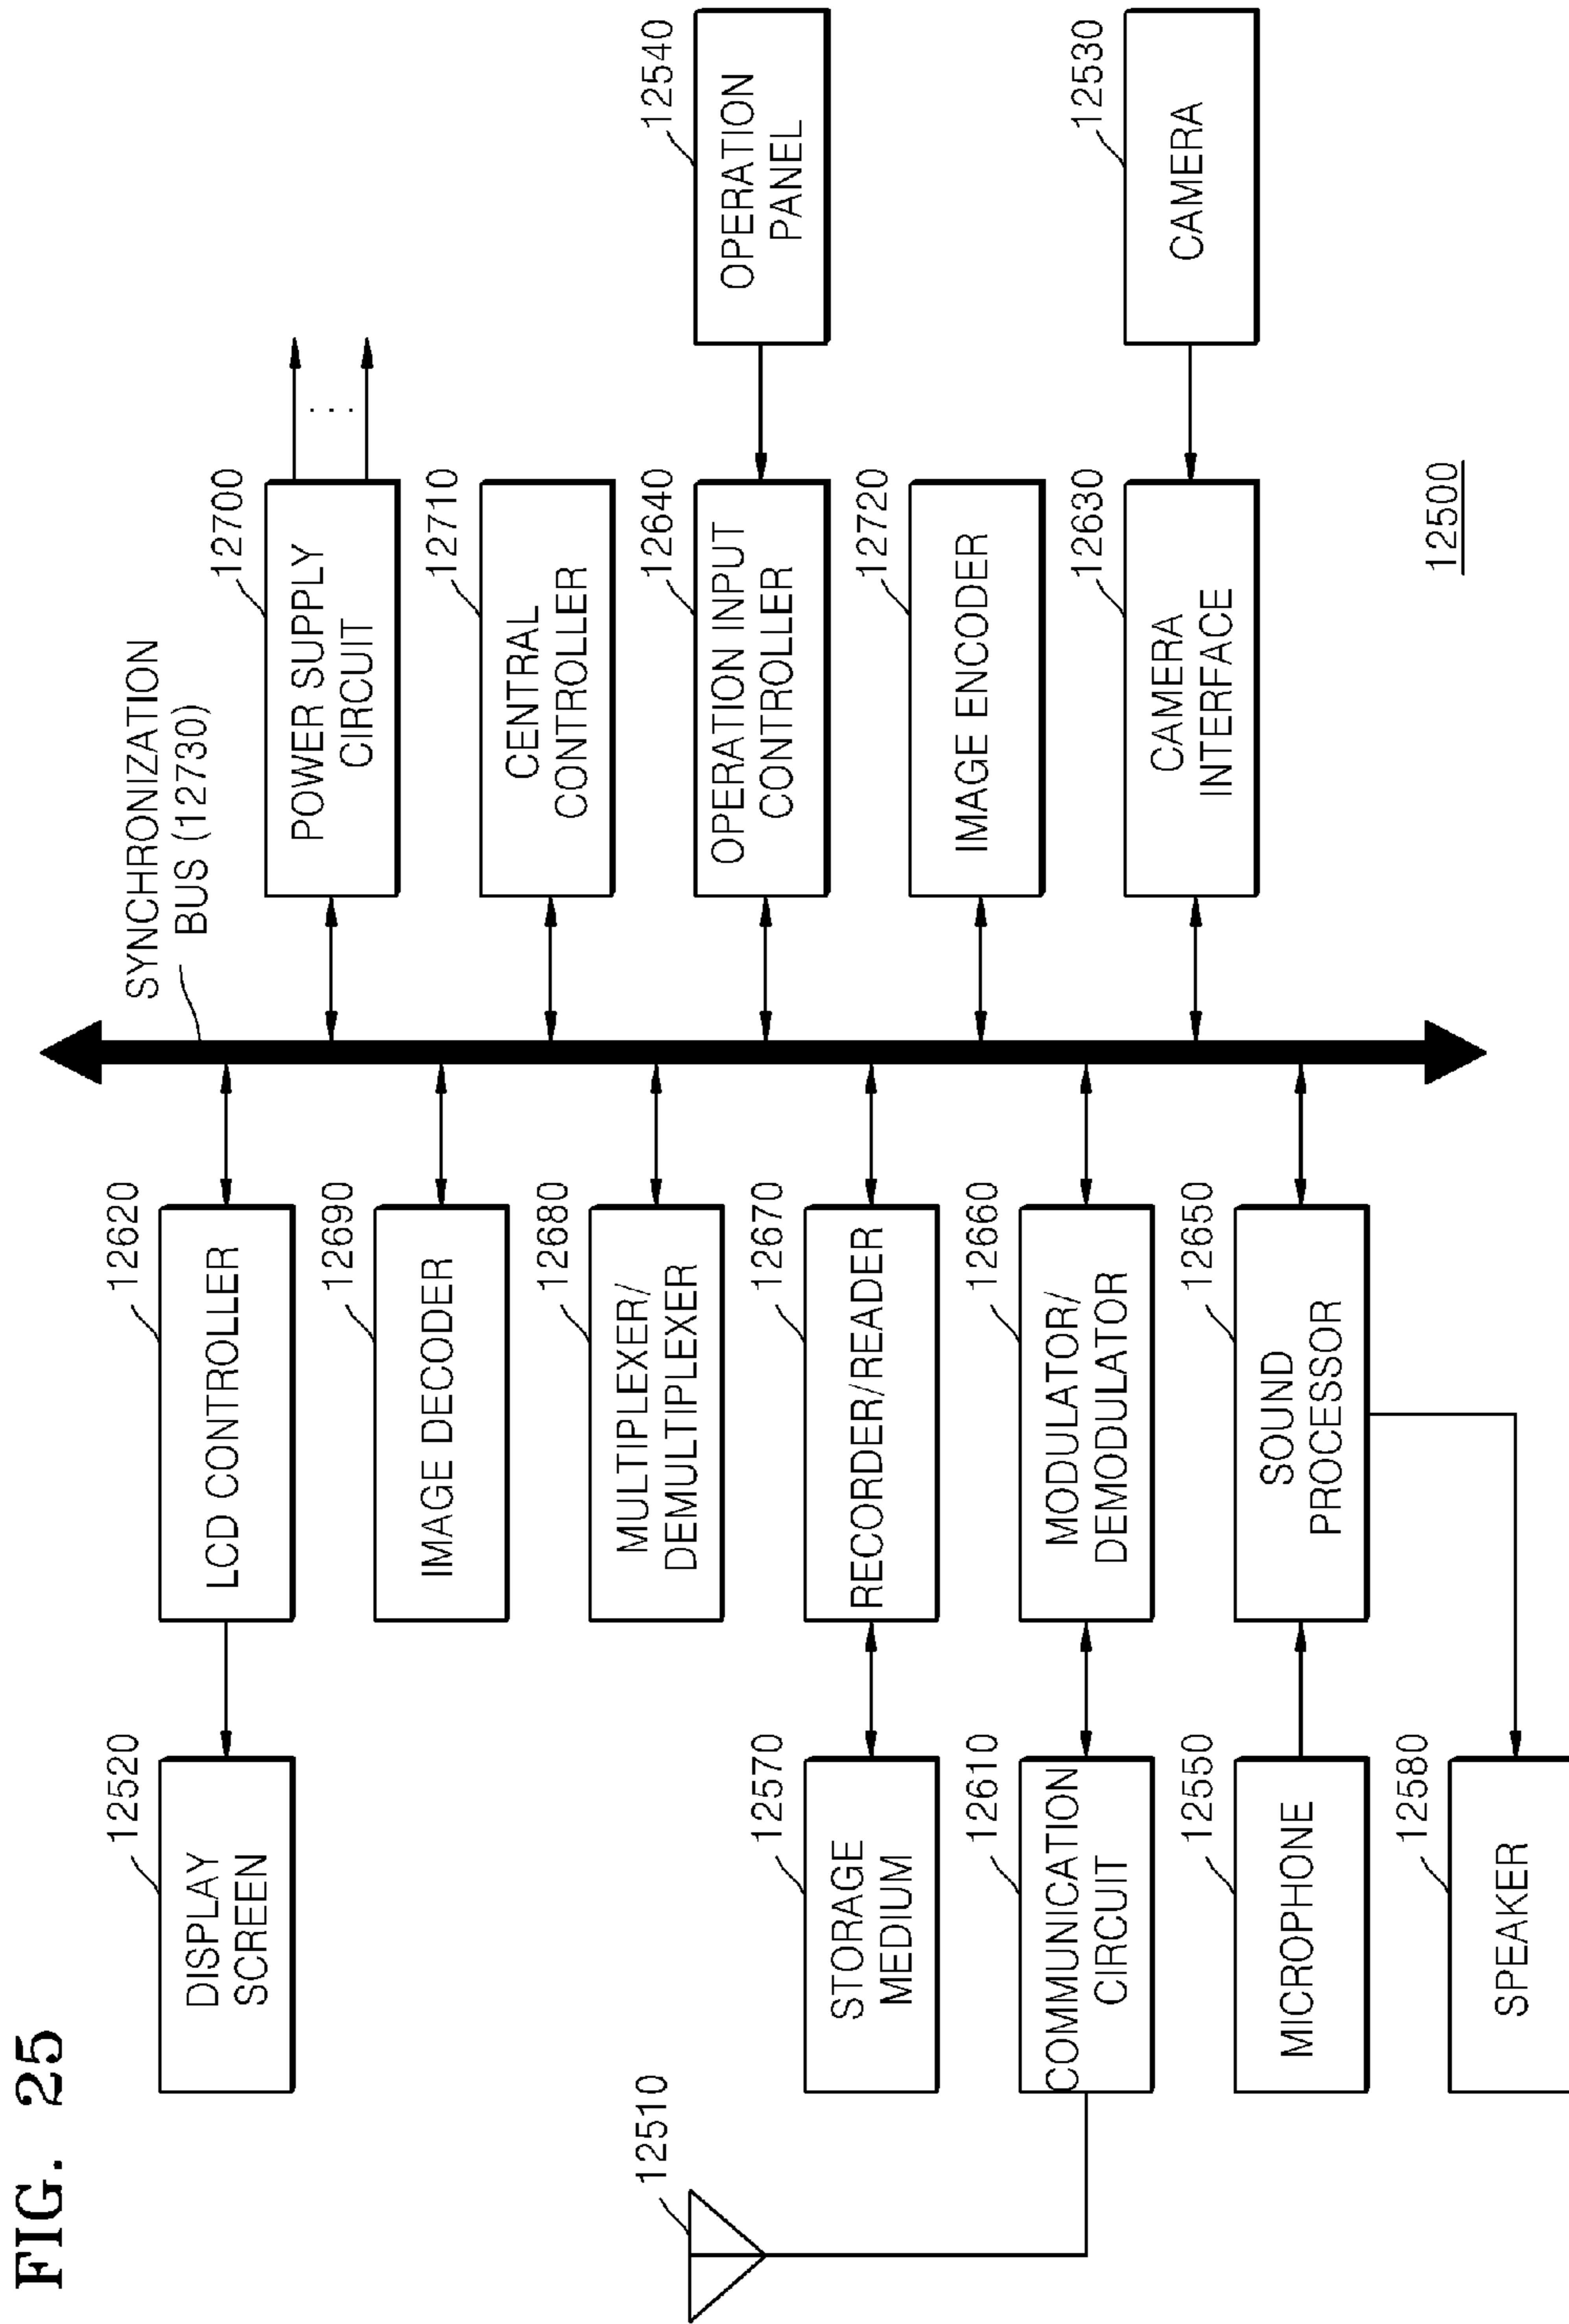 FIG. 25
12510
12520
DISPLAY
SCREEN
12620
LCD CONTROLLER
12690
IMAGE DECODER
12680
MULTIPLEXER/
DEMULTIPLEXER
12570
STORAGE
MEDIUM
12670
RECORDER/READER
12610
COMMUNICATION
CIRCUIT
12660
MODULATOR/
DEMODULATOR
12550
MICROPHONE
12650
SOUND
PROCESSOR
12580
SPEAKER
SYNCHRONIZATION
BUS (12730)
12700
POWER SUPPLY
CIRCUIT
...
12710
CENTRAL
CONTROLLER
12640
OPERATION INPUT
CONTROLLER
12540
OPERATION
PANEL
12720
IMAGE ENCODER
12630
CAMERA
INTERFACE
12530
CAMERA
12500